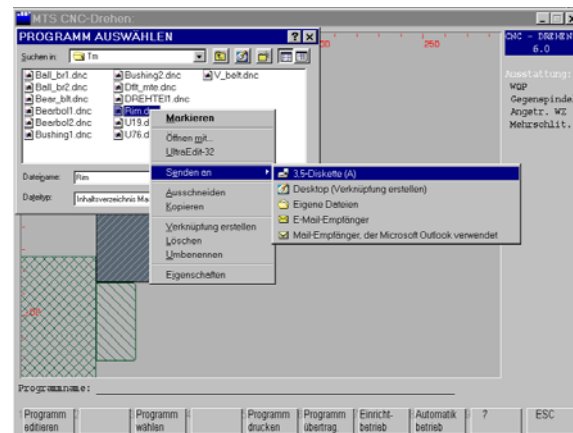 MTS CNC-Drehen:
PROGRAMM AUSWÄHLEN
Suchen in:
Tm
Ball_br1.dnc
Ball_br2.dnc
Bear_blt.dnc
Bearbol1.dnc
Bearbol2.dnc
Bushing1.dnc
Bushing2.dnc
Dflt_mte.dnc
DREHTEI1.dnc
Rim.d
U19.d
U76.d
V_belt.dnc
Markieren
Öffnen mit...
UltraEdit-32
Senden an
Ausschneiden
Kopieren
Verknüpfung erstellen
Löschen
Umbenennen
Eigenschaften
3.5-Diskette (A)
Desktop (Verknüpfung erstellen)
Eigene Dateien
E-Mail-Empfänger
Mail-Empfänger, der Microsoft Outlook verwendet
Dateiname:
Rim
Dateityp:
Inhaltsverzeichnis Ma
250
CNC - DREHEN
6.0
Ausstattung:
WOP
Gegenspindel
Angetr. WZ
Mehrschlit.
Programmname:
Programm editieren
Programm wählen
Programm drucken
Programm übertrag.
Einricht- betrieb
Automatik betrieb
?
ESC